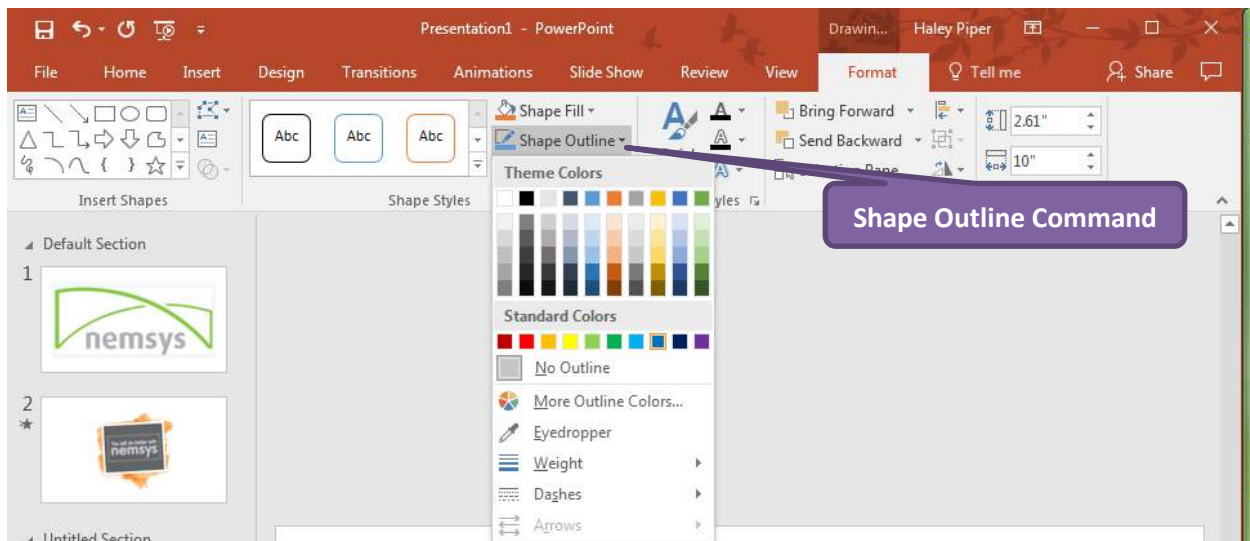 Presentation1 - PowerPoint
Drawin...
Haley Piper
File Home Insert Design Transitions Animations Slide Show Review View Format Tell me Share
Abc Abc Abc
Shape Fill
Shape Outline
Bring Forward
Send Backward
2.61"
10"
Insert Shapes
Shape Styles
Theme Colors
Standard Colors
No Outline
More Outline Colors...
Eyedropper
Weight
Dashes
Arrows
Shape Outline Command
Default Section
1
nemsys
2
nemsys
Untitled Section